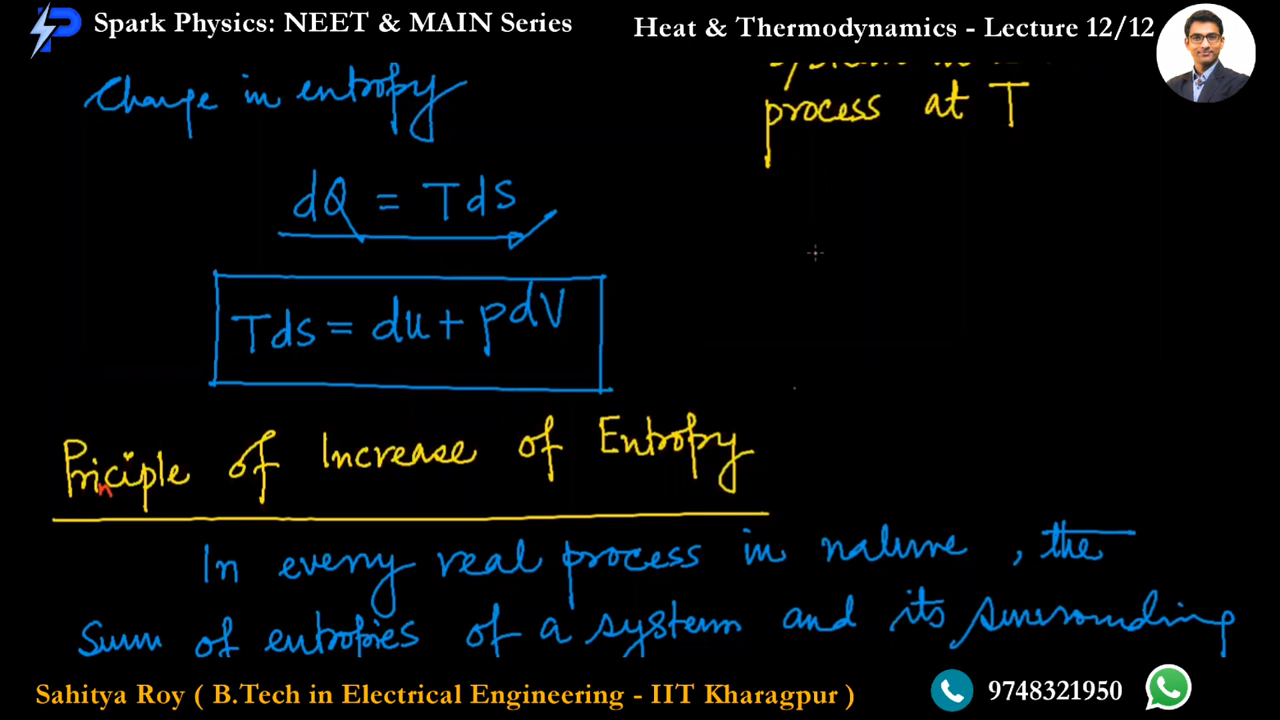 Spark Physics: NEET & MAIN Series
Heat & Thermodynamics - Lecture 12/12
Change in entropy
process at T
dQ = Tds
Tds = du + pdV
Priniciple of Increase of Entropy
In every real process in nature, the
Sum of entropies of a system and its surrounding
Sahitya Roy ( B.Tech in Electrical Engineering - IIT Kharagpur )
9748321950